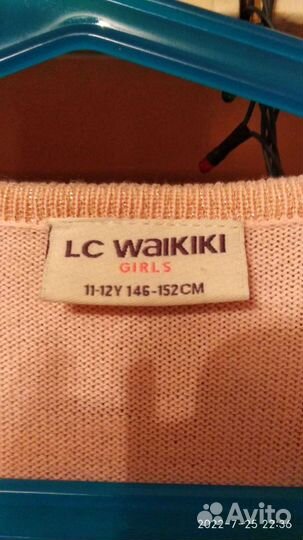 LC WAIKIKI
GIRLS
11-12Y 146-152CM
2022-7-25 22:36
Avito